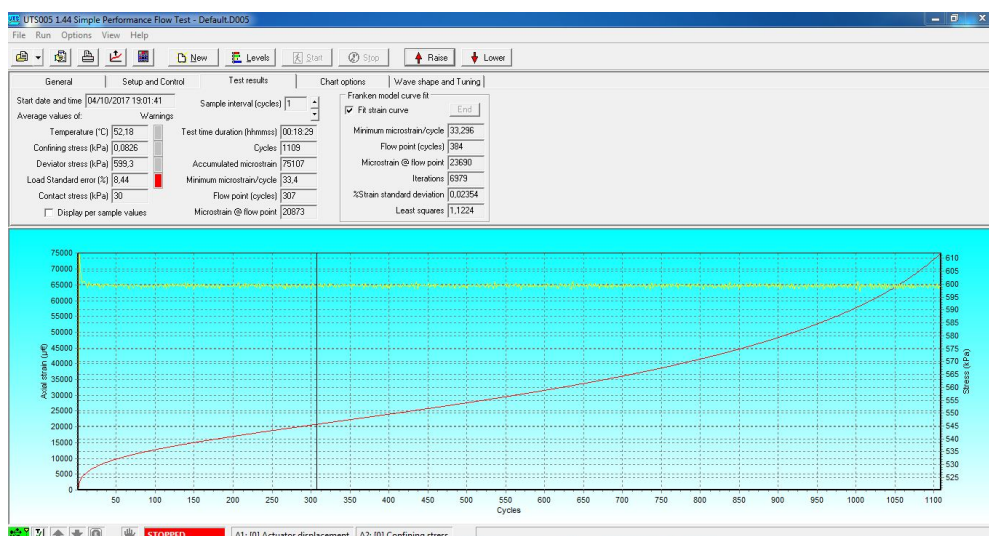 UTS005 1.44 Simple Performance Flow Test - Default.D005
File Run Options View Help
New Levels Start Stop Raise Lower
General Setup and Control Test results Chart options Wave shape and Tuning
Start date and time 04/10/2017 19:01:41
Average values of: Warnings
Temperature (°C) 52,18
Confining stress (kPa) 0,0826
Deviator stress (kPa) 599,3
Load Standard error (%) 8,44
Contact stress (kPa) 30
Display per sample values
Sample interval (cycles) 1
Test time duration (hhmmss) 00:18:29
Cycles 1109
Accumulated microstrain 75107
Minimum microstrain/cycle 33,4
Flow point (cycles) 307
Microstrain @ flow point 20873
Franken model curve fit
Fit strain curve End
Minimum microstrain/cycle 33,296
Flow point (cycles) 384
Microstrain @ flow point 23690
Iterations 6979
%Strain standard deviation 0,02354
Least squares 1,1224
75000
70000
65000
60000
55000
50000
45000
40000
35000
30000
25000
20000
15000
10000
5000
0
Axial strain (µε)
50 100 150 200 250 300 350 400 450 500 550 600 650 700 750 800 850 900 950 1000 1050 1100
Cycles
610
605
600
595
590
585
580
575
570
565
560
555
550
545
540
535
530
525
Stress (kPa)
STOPPED A1: [0] Actuator displacement A2: [0] Confining stress